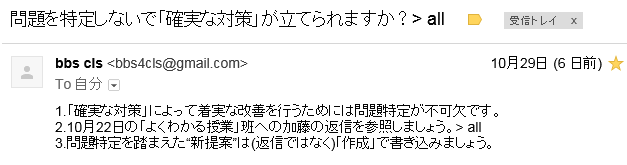 問題を特定しないで「確実な対策」が立てられますか？> all
受信トレイ x
bbs cls <bbs4cls@gmail.com>
10月29日 (6 日前)
To 自分
1.「確実な対策」によって着実な改善を行うためには問題特定が不可欠です。
2.10月22日の「よくわかる授業」班への加藤の返信を参照しましょう。> all
3.問題特定を踏まえた“新提案”は(返信ではなく)「作成」で書き込みましょう。